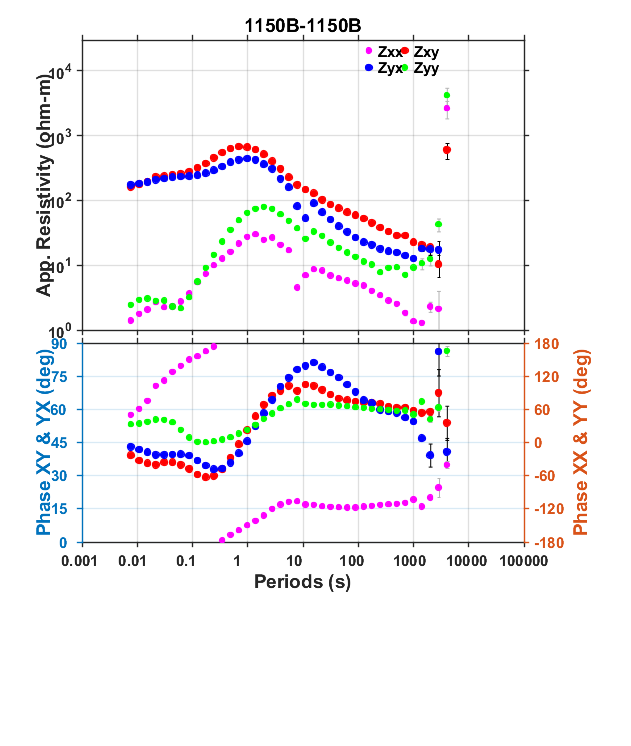 1150B-1150B
Zxx Zxy
Zyx Zyy
App. Resistivity (ohm-m)
10^4
10^3
10^2
10^1
10^0
Phase XY & YX (deg)
90
75
60
45
30
15
0
180
120
60
0
-60
-120
-180
Phase XX & YY (deg)
0.001 0.01 0.1 1 10 100 1000 10000 100000
Periods (s)